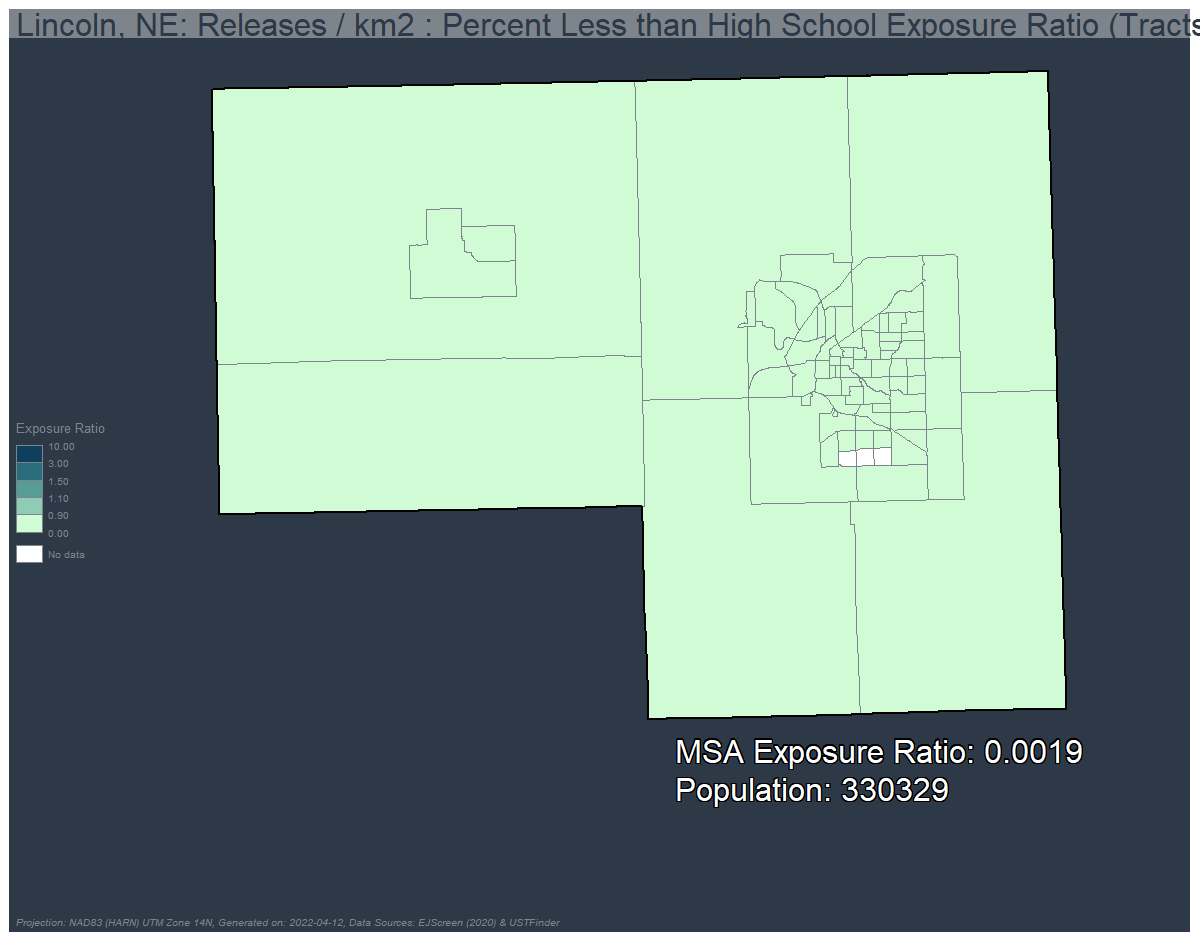 Lincoln, NE: Releases / km2 : Percent Less than High School Exposure Ratio (Tracts
Exposure Ratio
10.00
3.00
1.50
1.10
0.90
0.00
No data
MSA Exposure Ratio: 0.0019
Population: 330329
Projection: NAD83 (HARN) UTM Zone 14N, Generated on: 2022-04-12, Data Sources: EJScreen (2020) & USTFinder